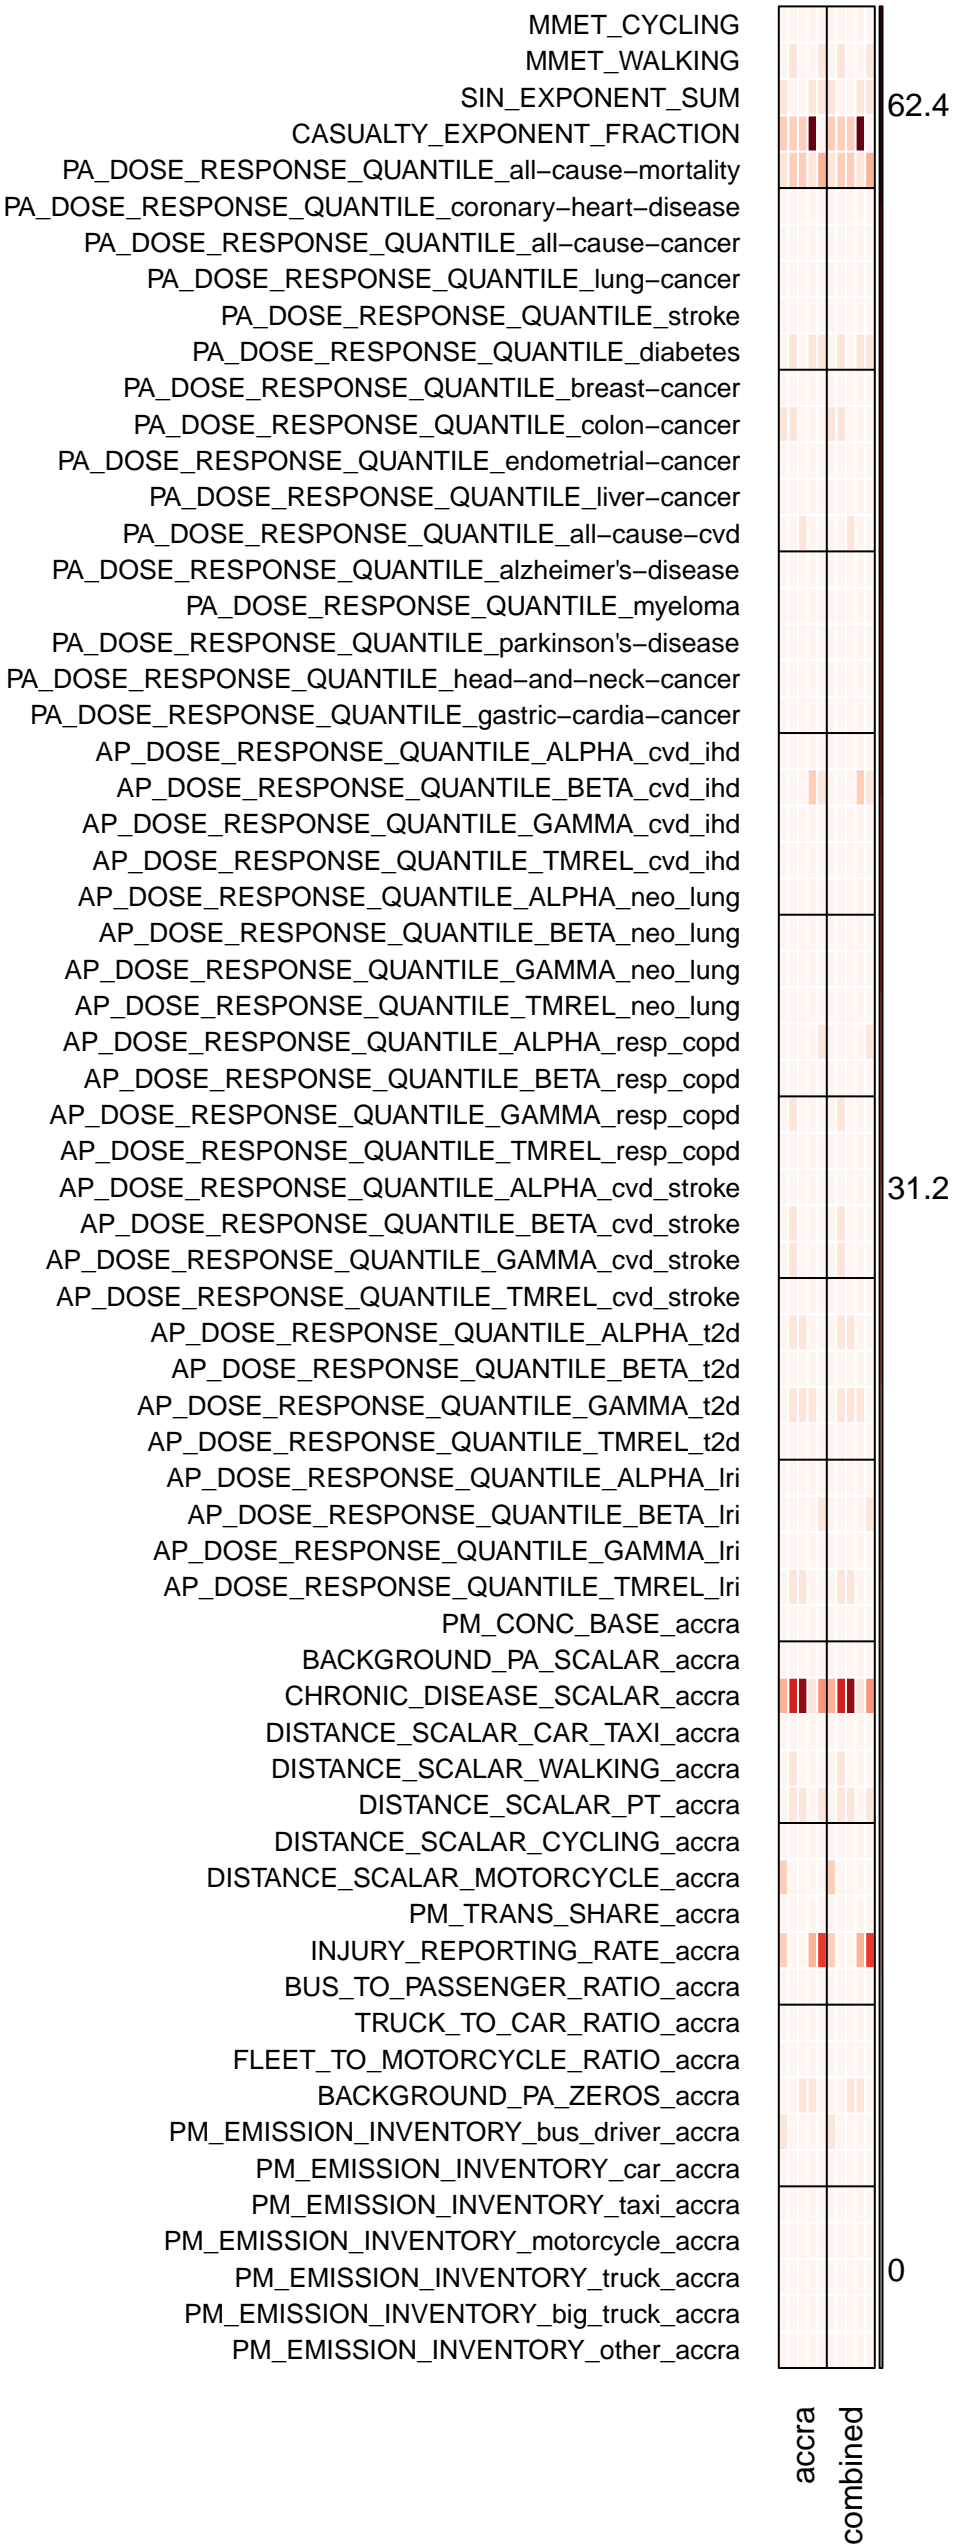 MMET_CYCLING
MMET_WALKING
SIN_EXPONENT_SUM
62.4
CASUALTY_EXPONENT_FRACTION
PA_DOSE_RESPONSE_QUANTILE_all−cause−mortality
PA_DOSE_RESPONSE_QUANTILE_coronary−heart−disease
PA_DOSE_RESPONSE_QUANTILE_all−cause−cancer
PA_DOSE_RESPONSE_QUANTILE_lung−cancer
PA_DOSE_RESPONSE_QUANTILE_stroke
PA_DOSE_RESPONSE_QUANTILE_diabetes
PA_DOSE_RESPONSE_QUANTILE_breast−cancer
PA_DOSE_RESPONSE_QUANTILE_colon−cancer
PA_DOSE_RESPONSE_QUANTILE_endometrial−cancer
PA_DOSE_RESPONSE_QUANTILE_liver−cancer
PA_DOSE_RESPONSE_QUANTILE_all−cause−cvd
PA_DOSE_RESPONSE_QUANTILE_alzheimer's−disease
PA_DOSE_RESPONSE_QUANTILE_myeloma
PA_DOSE_RESPONSE_QUANTILE_parkinson's−disease
PA_DOSE_RESPONSE_QUANTILE_head−and−neck−cancer
PA_DOSE_RESPONSE_QUANTILE_gastric−cardia−cancer
AP_DOSE_RESPONSE_QUANTILE_ALPHA_cvd_ihd
AP_DOSE_RESPONSE_QUANTILE_BETA_cvd_ihd
AP_DOSE_RESPONSE_QUANTILE_GAMMA_cvd_ihd
AP_DOSE_RESPONSE_QUANTILE_TMREL_cvd_ihd
AP_DOSE_RESPONSE_QUANTILE_ALPHA_neo_lung
AP_DOSE_RESPONSE_QUANTILE_BETA_neo_lung
AP_DOSE_RESPONSE_QUANTILE_GAMMA_neo_lung
AP_DOSE_RESPONSE_QUANTILE_TMREL_neo_lung
AP_DOSE_RESPONSE_QUANTILE_ALPHA_resp_copd
AP_DOSE_RESPONSE_QUANTILE_BETA_resp_copd
AP_DOSE_RESPONSE_QUANTILE_GAMMA_resp_copd
AP_DOSE_RESPONSE_QUANTILE_TMREL_resp_copd
AP_DOSE_RESPONSE_QUANTILE_ALPHA_cvd_stroke
31.2
AP_DOSE_RESPONSE_QUANTILE_BETA_cvd_stroke
AP_DOSE_RESPONSE_QUANTILE_GAMMA_cvd_stroke
AP_DOSE_RESPONSE_QUANTILE_TMREL_cvd_stroke
AP_DOSE_RESPONSE_QUANTILE_ALPHA_t2d
AP_DOSE_RESPONSE_QUANTILE_BETA_t2d
AP_DOSE_RESPONSE_QUANTILE_GAMMA_t2d
AP_DOSE_RESPONSE_QUANTILE_TMREL_t2d
AP_DOSE_RESPONSE_QUANTILE_ALPHA_lri
AP_DOSE_RESPONSE_QUANTILE_BETA_lri
AP_DOSE_RESPONSE_QUANTILE_GAMMA_lri
AP_DOSE_RESPONSE_QUANTILE_TMREL_lri
PM_CONC_BASE_accra
BACKGROUND_PA_SCALAR_accra
CHRONIC_DISEASE_SCALAR_accra
DISTANCE_SCALAR_CAR_TAXI_accra
DISTANCE_SCALAR_WALKING_accra
DISTANCE_SCALAR_PT_accra
DISTANCE_SCALAR_CYCLING_accra
DISTANCE_SCALAR_MOTORCYCLE_accra
PM_TRANS_SHARE_accra
INJURY_REPORTING_RATE_accra
BUS_TO_PASSENGER_RATIO_accra
TRUCK_TO_CAR_RATIO_accra
FLEET_TO_MOTORCYCLE_RATIO_accra
BACKGROUND_PA_ZEROS_accra
PM_EMISSION_INVENTORY_bus_driver_accra
PM_EMISSION_INVENTORY_car_accra
PM_EMISSION_INVENTORY_taxi_accra
PM_EMISSION_INVENTORY_motorcycle_accra
PM_EMISSION_INVENTORY_truck_accra
0
PM_EMISSION_INVENTORY_big_truck_accra
PM_EMISSION_INVENTORY_other_accra
accra
combined